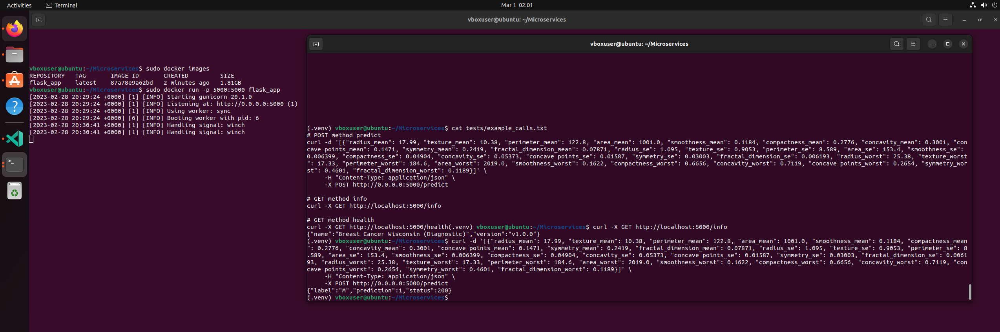 Activities
Terminal
Mar 1 02:01
vboxuser@ubuntu: ~/Microservices
vboxuser@ubuntu:~/Microservices$ sudo docker images
REPOSITORY TAG IMAGE ID CREATED SIZE
flask_app latest 87a78e9a62bd 2 minutes ago 1.81GB
vboxuser@ubuntu:~/Microservices$ sudo docker run -p 5000:5000 flask_app
[2023-02-28 20:29:24 +0000] [1] [INFO] Starting gunicorn 20.1.0
[2023-02-28 20:29:24 +0000] [1] [INFO] Listening at: http://0.0.0.0:5000 (1)
[2023-02-28 20:29:24 +0000] [1] [INFO] Using worker: sync
[2023-02-28 20:29:24 +0000] [6] [INFO] Booting worker with pid: 6
[2023-02-28 20:30:41 +0000] [1] [INFO] Handling signal: winch
[2023-02-28 20:30:41 +0000] [1] [INFO] Handling signal: winch
vboxuser@ubuntu: ~/Microservices
(.venv) vboxuser@ubuntu:~/Microservices$ cat tests/example_calls.txt
# POST method predict
curl -d '[{"radius_mean": 17.99, "texture_mean": 10.38, "perimeter_mean": 122.8, "area_mean": 1001.0, "smoothness_mean": 0.1184, "compactness_mean": 0.2776, "concavity_mean": 0.3001, "con
cave points_mean": 0.1471, "symmetry_mean": 0.2419, "fractal_dimension_mean": 0.07871, "radius_se": 1.095, "texture_se": 0.9053, "perimeter_se": 8.589, "area_se": 153.4, "smoothness_se":
0.006399, "compactness_se": 0.04904, "concavity_se": 0.05373, "concave points_se": 0.01587, "symmetry_se": 0.03003, "fractal_dimension_se": 0.006193, "radius_worst": 25.38, "texture_worst
": 17.33, "perimeter_worst": 184.6, "area_worst": 2019.0, "smoothness_worst": 0.1622, "compactness_worst": 0.6656, "concavity_worst": 0.7119, "concave points_worst": 0.2654, "symmetry_wor
st": 0.4601, "fractal_dimension_worst": 0.1189}]' \
-H "Content-Type: application/json" \
-X POST http://0.0.0.0:5000/predict
# GET method info
curl -X GET http://localhost:5000/info
# GET method health
curl -X GET http://localhost:5000/health(.venv) vboxuser@ubuntu:~/Microservices$ curl -X GET http://localhost:5000/info
{"name":"Breast Cancer Wisconsin (Diagnostic)","version":"v1.0.0"}
(.venv) vboxuser@ubuntu:~/Microservices$ curl -d '[{"radius_mean": 17.99, "texture_mean": 10.38, "perimeter_mean": 122.8, "area_mean": 1001.0, "smoothness_mean": 0.1184, "compactness_mean
": 0.2776, "concavity_mean": 0.3001, "concave points_mean": 0.1471, "symmetry_mean": 0.2419, "fractal_dimension_mean": 0.07871, "radius_se": 1.095, "texture_se": 0.9053, "perimeter_se": 8
.589, "area_se": 153.4, "smoothness_se": 0.006399, "compactness_se": 0.04904, "concavity_se": 0.05373, "concave points_se": 0.01587, "symmetry_se": 0.03003, "fractal_dimension_se": 0.0061
93, "radius_worst": 25.38, "texture_worst": 17.33, "perimeter_worst": 184.6, "area_worst": 2019.0, "smoothness_worst": 0.1622, "compactness_worst": 0.6656, "concavity_worst": 0.7119, "con
cave points_worst": 0.2654, "symmetry_worst": 0.4601, "fractal_dimension_worst": 0.1189}]' \
-H "Content-Type: application/json" \
-X POST http://0.0.0.0:5000/predict
{"label":"M","prediction":1,"status":200}
(.venv) vboxuser@ubuntu:~/Microservices$